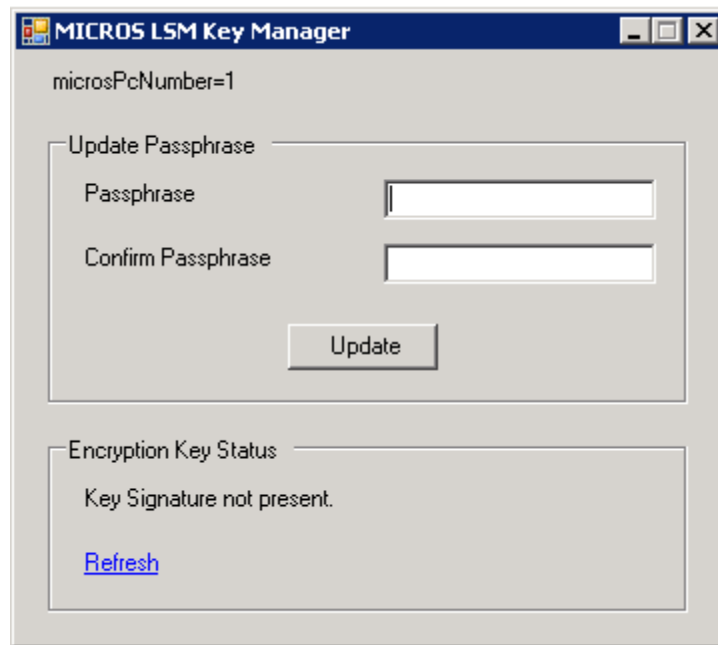 MICROS LSM Key Manager
microsPcNumber=1
Update Passphrase
Passphrase
Confirm Passphrase
Update
Encryption Key Status
Key Signature not present.
Refresh